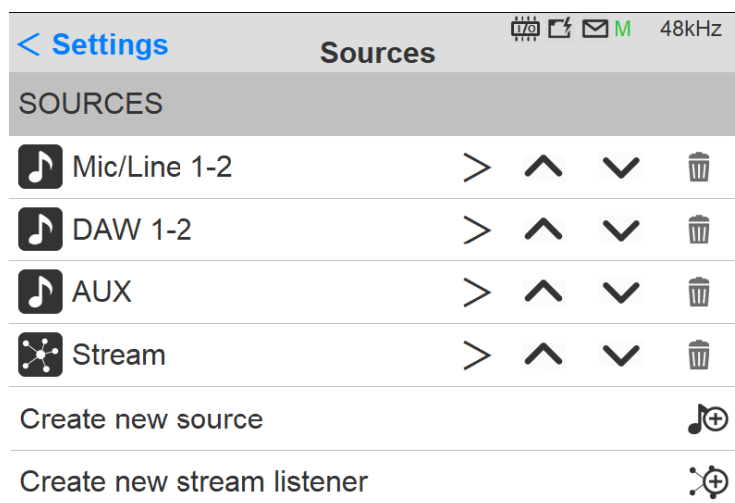 < Settings
Sources
I/O
M
48kHz
SOURCES
Mic/Line 1-2
DAW 1-2
AUX
Stream
Create new source
Create new stream listener